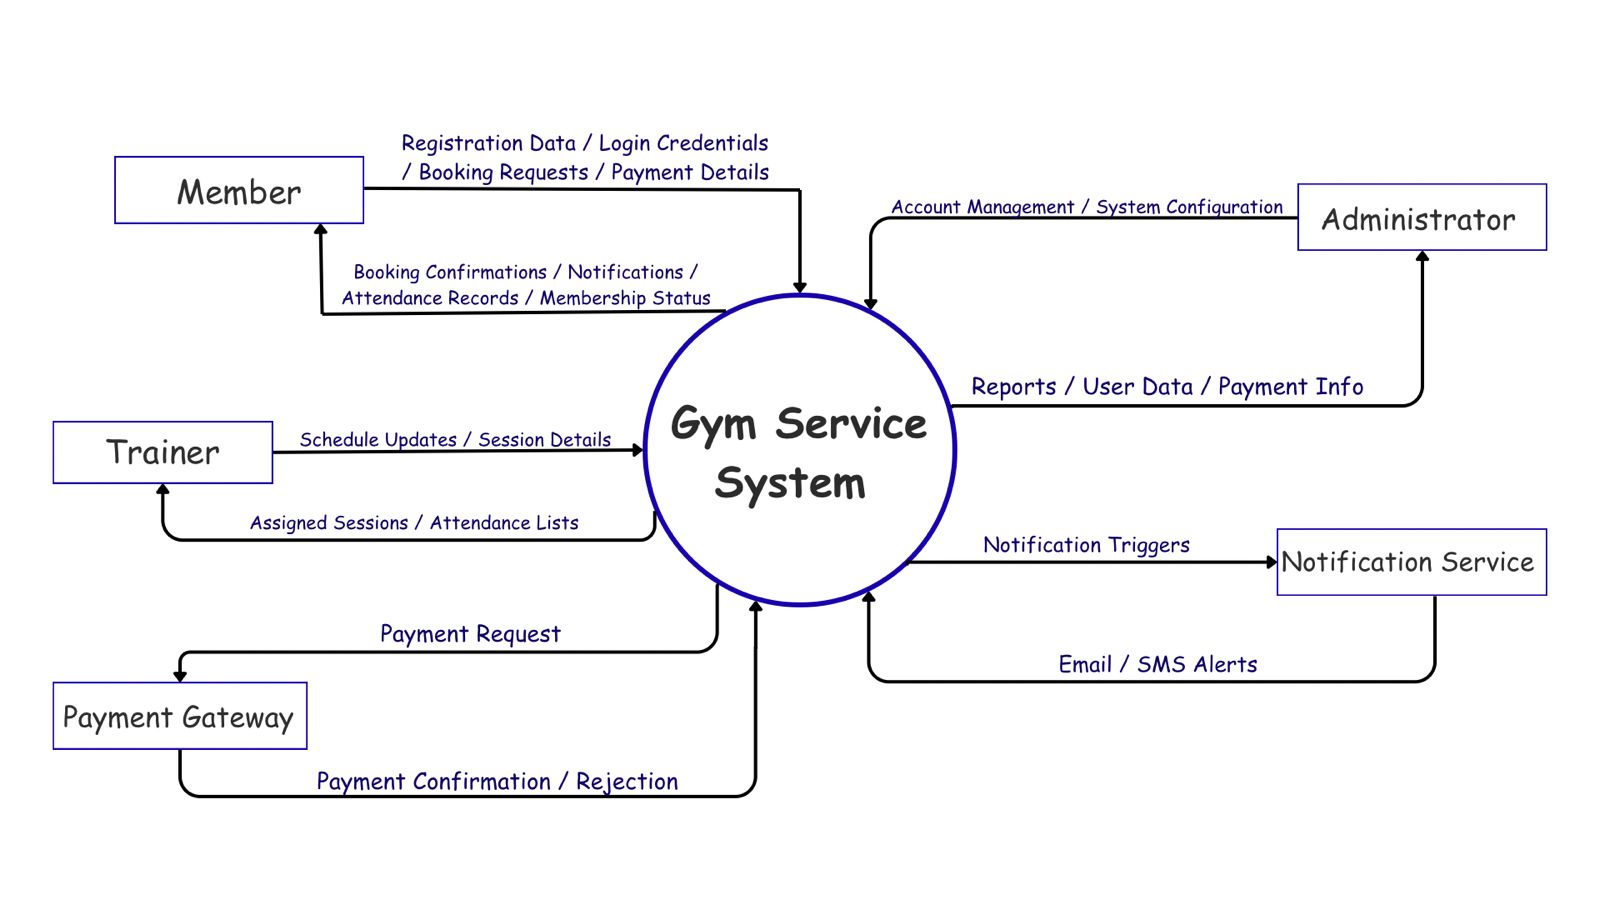 Registration Data / Login Credentials
/ Booking Requests / Payment Details
Member
Account Management / System Configuration
Administrator
Booking Confirmations / Notifications /
Attendance Records / Membership Status
Reports / User Data / Payment Info
Gym Service
System
Trainer
Schedule Updates / Session Details
Assigned Sessions / Attendance Lists
Notification Triggers
Notification Service
Payment Request
Email / SMS Alerts
Payment Gateway
Payment Confirmation / Rejection